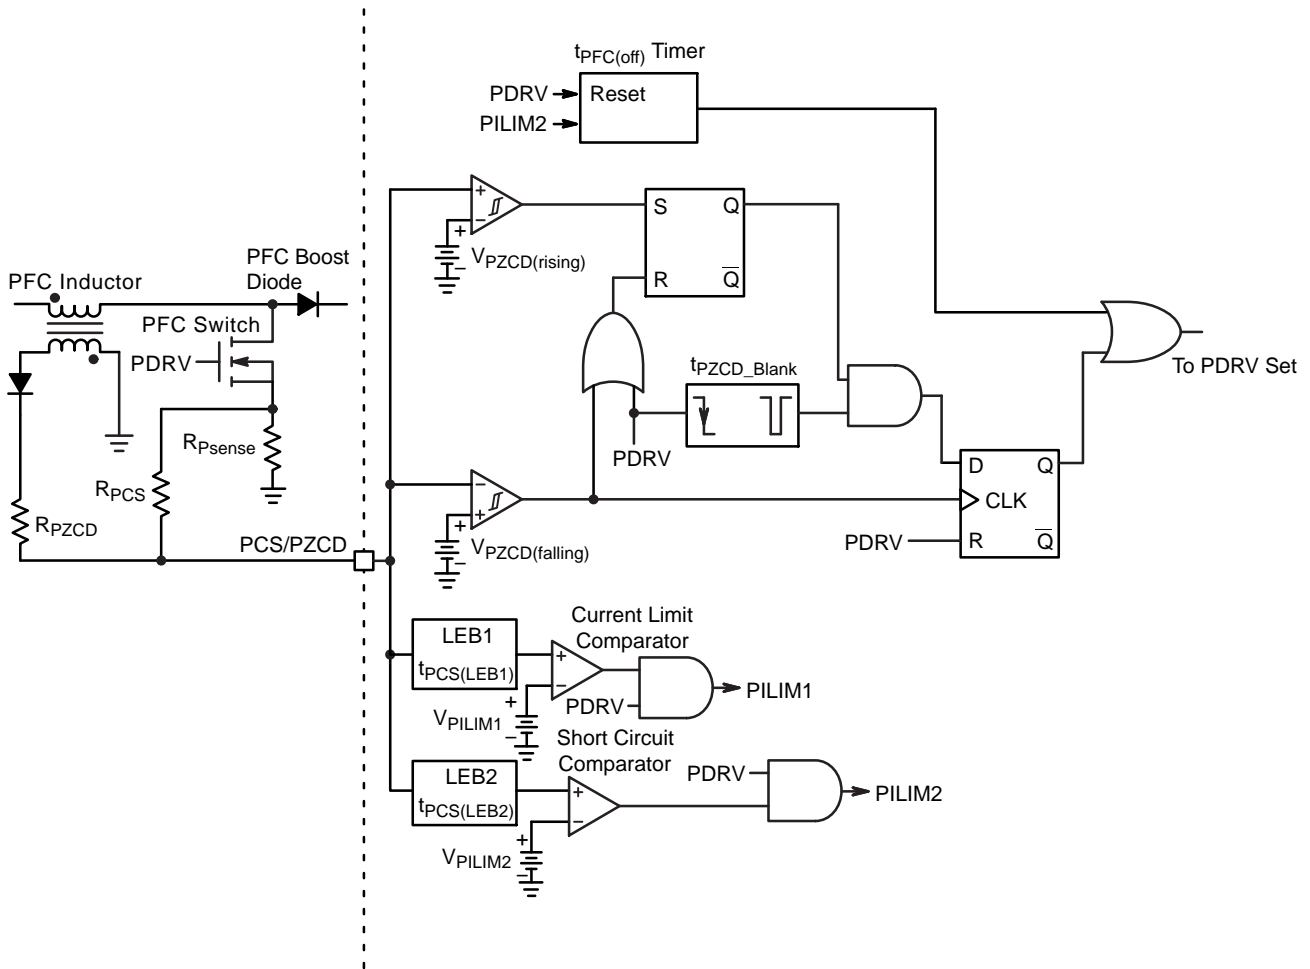 tPFC(off) Timer
PDRV
Reset
PILIM2
+
−
+
−
VPZCD(rising)
S
Q
R
Q
PFC Boost
Diode
PFC Inductor
PFC Switch
PDRV
RPsense
RPCS
RPZCD
PCS/PZCD
tPZCD_Blank
PDRV
To PDRV Set
−
+
+
−
VPZCD(falling)
D
Q
CLK
PDRV
R
Q
LEB1
tPCS(LEB1)
Current Limit
Comparator
+
−
+
−
VPILIM1
PDRV
PILIM1
Short Circuit
Comparator
LEB2
tPCS(LEB2)
+
−
+
−
VPILIM2
PDRV
PILIM2